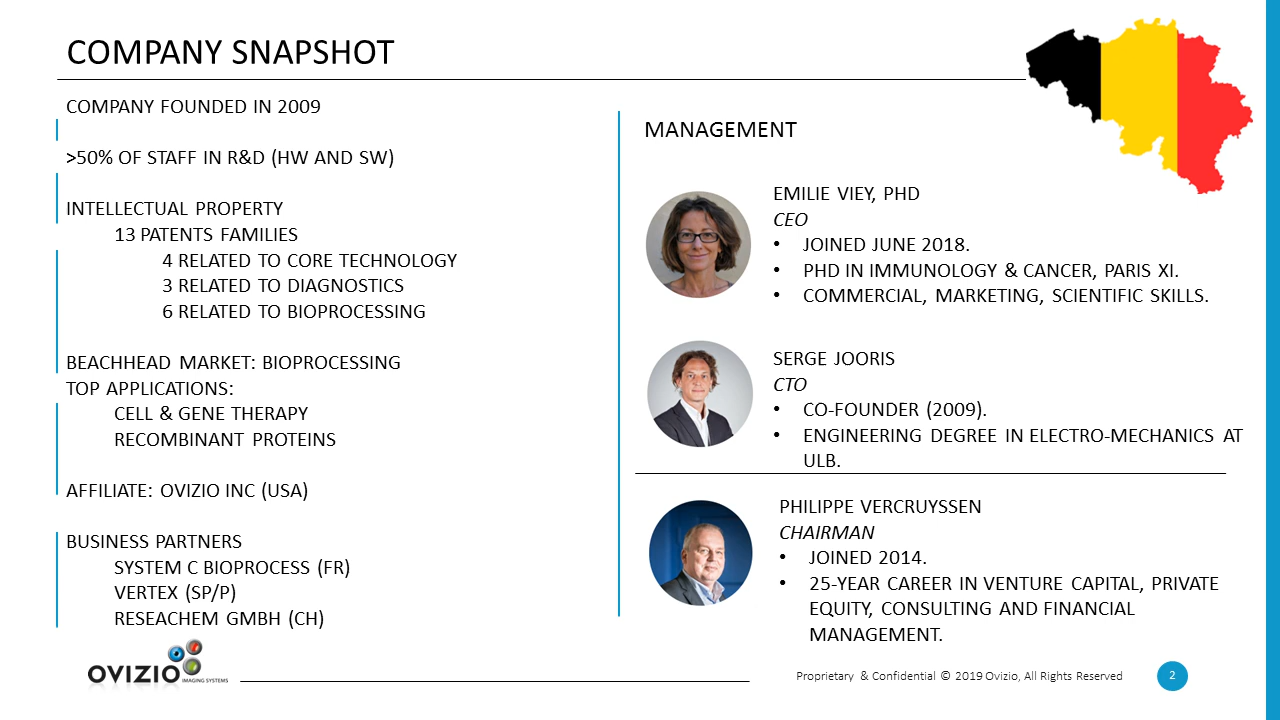 COMPANY SNAPSHOT
COMPANY FOUNDED IN 2009
>50% OF STAFF IN R&D (HW AND SW)
INTELLECTUAL PROPERTY
13 PATENTS FAMILIES
4 RELATED TO CORE TECHNOLOGY
3 RELATED TO DIAGNOSTICS
6 RELATED TO BIOPROCESSING
BEACHHEAD MARKET: BIOPROCESSING
TOP APPLICATIONS:
CELL & GENE THERAPY
RECOMBINANT PROTEINS
AFFILIATE: OVIZIO INC (USA)
BUSINESS PARTNERS
SYSTEM C BIOPROCESS (FR)
VERTEX (SP/P)
RESEACHEM GMBH (CH)
MANAGEMENT
EMILIE VIEY, PHD
CEO
• JOINED JUNE 2018.
• PHD IN IMMUNOLOGY & CANCER, PARIS XI.
• COMMERCIAL, MARKETING, SCIENTIFIC SKILLS.
SERGE JOORIS
CTO
• CO-FOUNDER (2009).
• ENGINEERING DEGREE IN ELECTRO-MECHANICS AT
ULB.
PHILIPPE VERCRUYSSEN
CHAIRMAN
• JOINED 2014.
• 25-YEAR CAREER IN VENTURE CAPITAL, PRIVATE
EQUITY, CONSULTING AND FINANCIAL
MANAGEMENT.
OVIZIO
IMAGING SYSTEMS
Proprietary & Confidential © 2019 Ovizio, All Rights Reserved
2